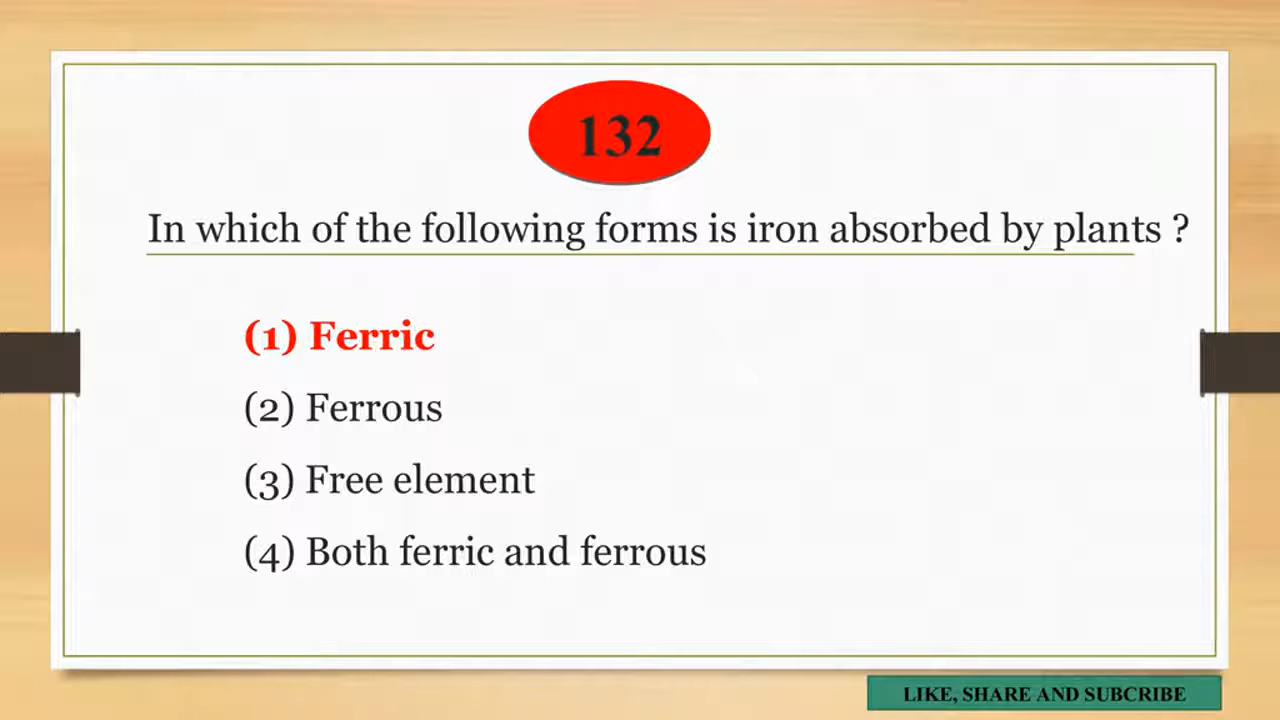 132
In which of the following forms is iron absorbed by plants ?
(1) Ferric
(2) Ferrous
(3) Free element
(4) Both ferric and ferrous
LIKE, SHARE AND SUBCRIBE